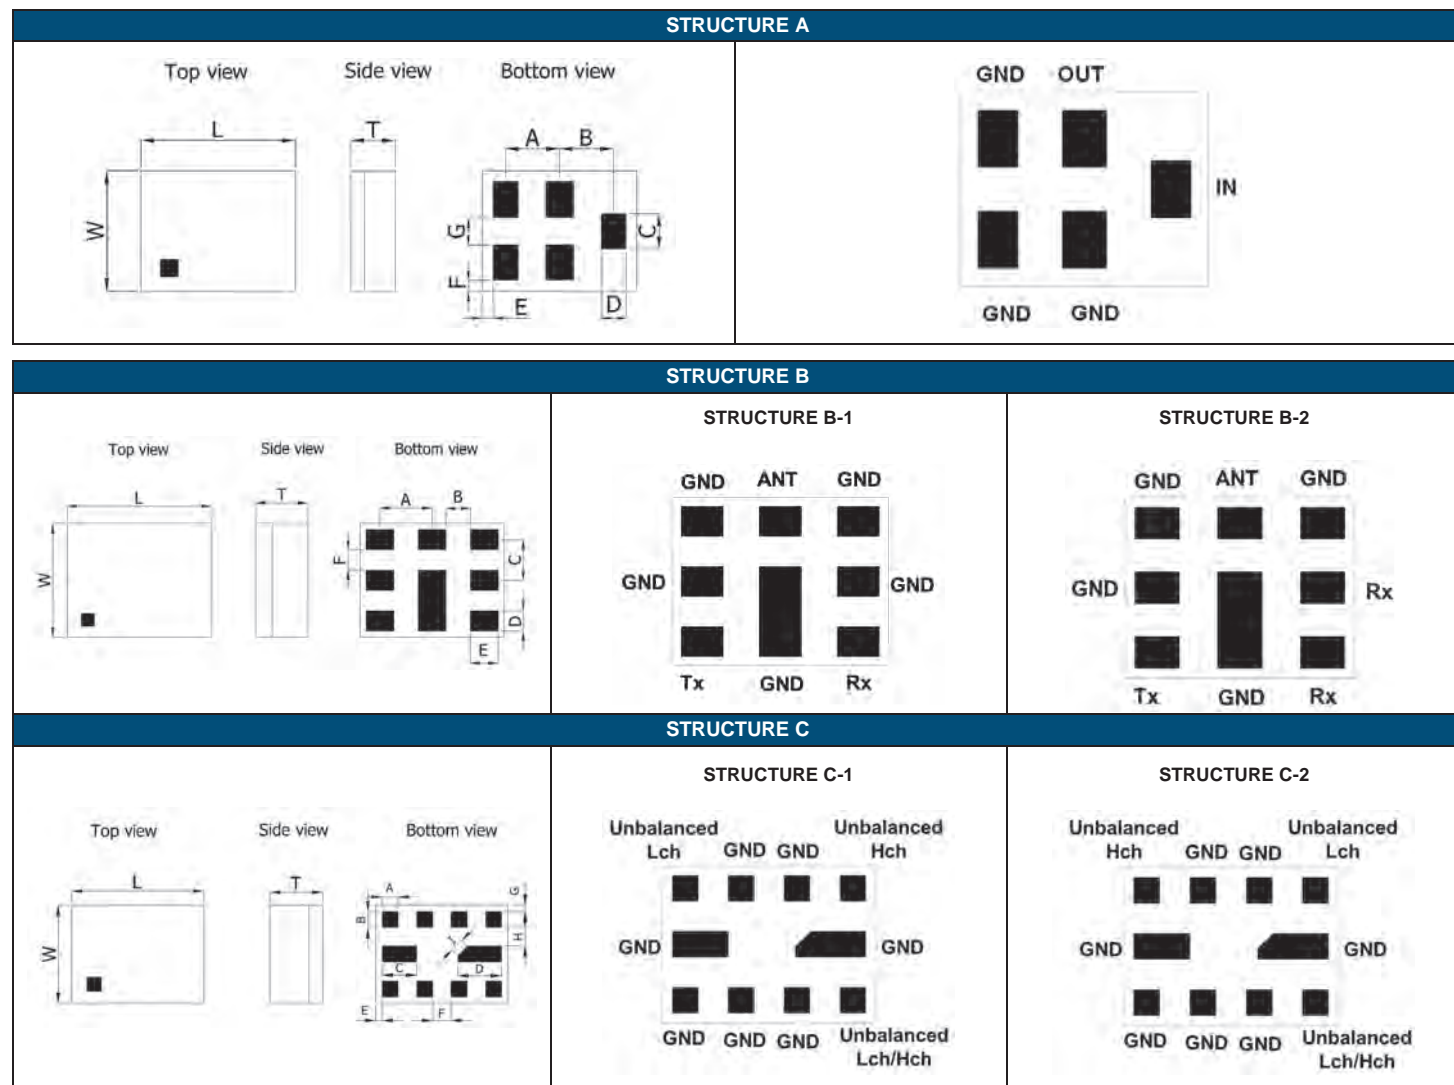 STRUCTURE A
Top view
Side view
Bottom view
L
T
W
A
B
G
C
F
E
D
GND OUT
IN
GND GND
STRUCTURE B
Top view
Side view
Bottom view
L
T
W
A
B
F
C
D
E
STRUCTURE B-1
GND ANT GND
GND GND
Tx GND Rx
STRUCTURE B-2
GND ANT GND
GND Rx
Tx GND Rx
STRUCTURE C
Top view
Side view
Bottom view
L
T
W
A
G
B
H
I
C
D
E
F
STRUCTURE C-1
Unbalanced Unbalanced
Lch GND GND Hch
GND GND
GND GND GND Unbalanced
Lch/Hch
STRUCTURE C-2
Unbalanced Unbalanced
Hch GND GND Lch
GND GND
GND GND GND Unbalanced
Lch/Hch